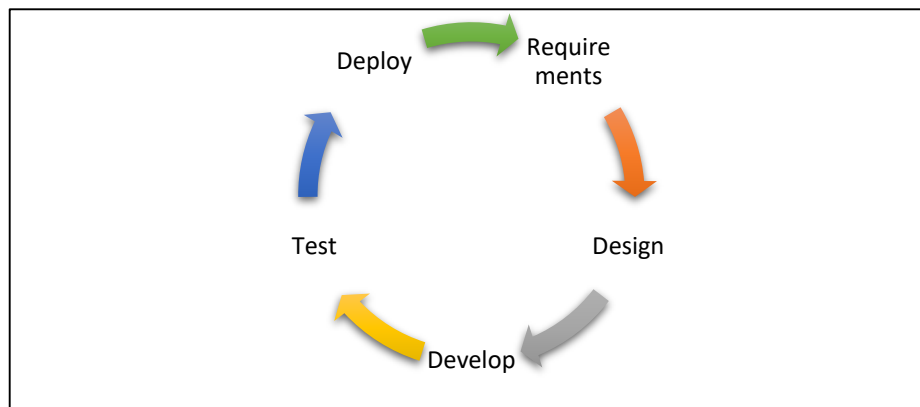 Deploy
Require
ments
Test
Design
Develop